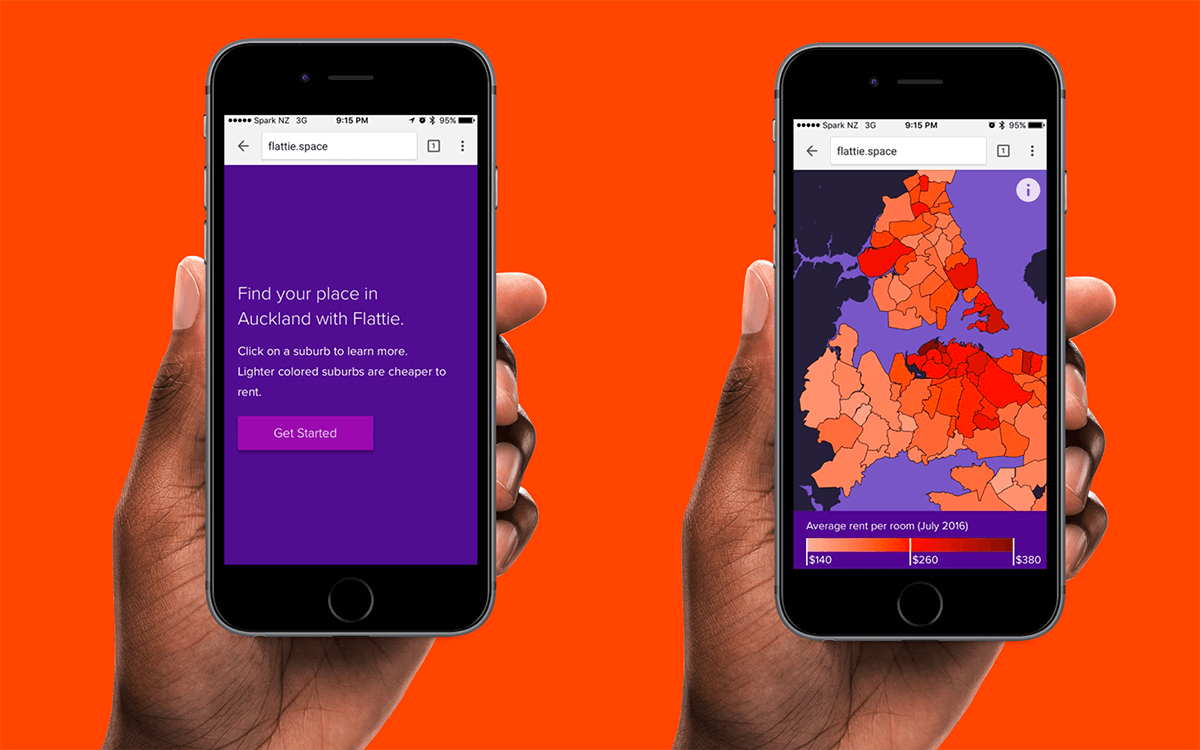 Spark NZ 3G 9:15 PM 95%
flattie.space 1
Find your place in
Auckland with Flattie.
Click on a suburb to learn more.
Lighter colored suburbs are cheaper to
rent.
Get Started
Spark NZ 3G 9:15 PM 95%
flattie.space 1
i
Average rent per room (July 2016)
$140 $260 $380